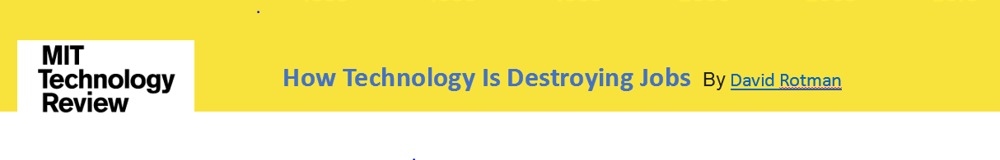 MIT
Technology
Review
How Technology Is Destroying Jobs By David Rotman